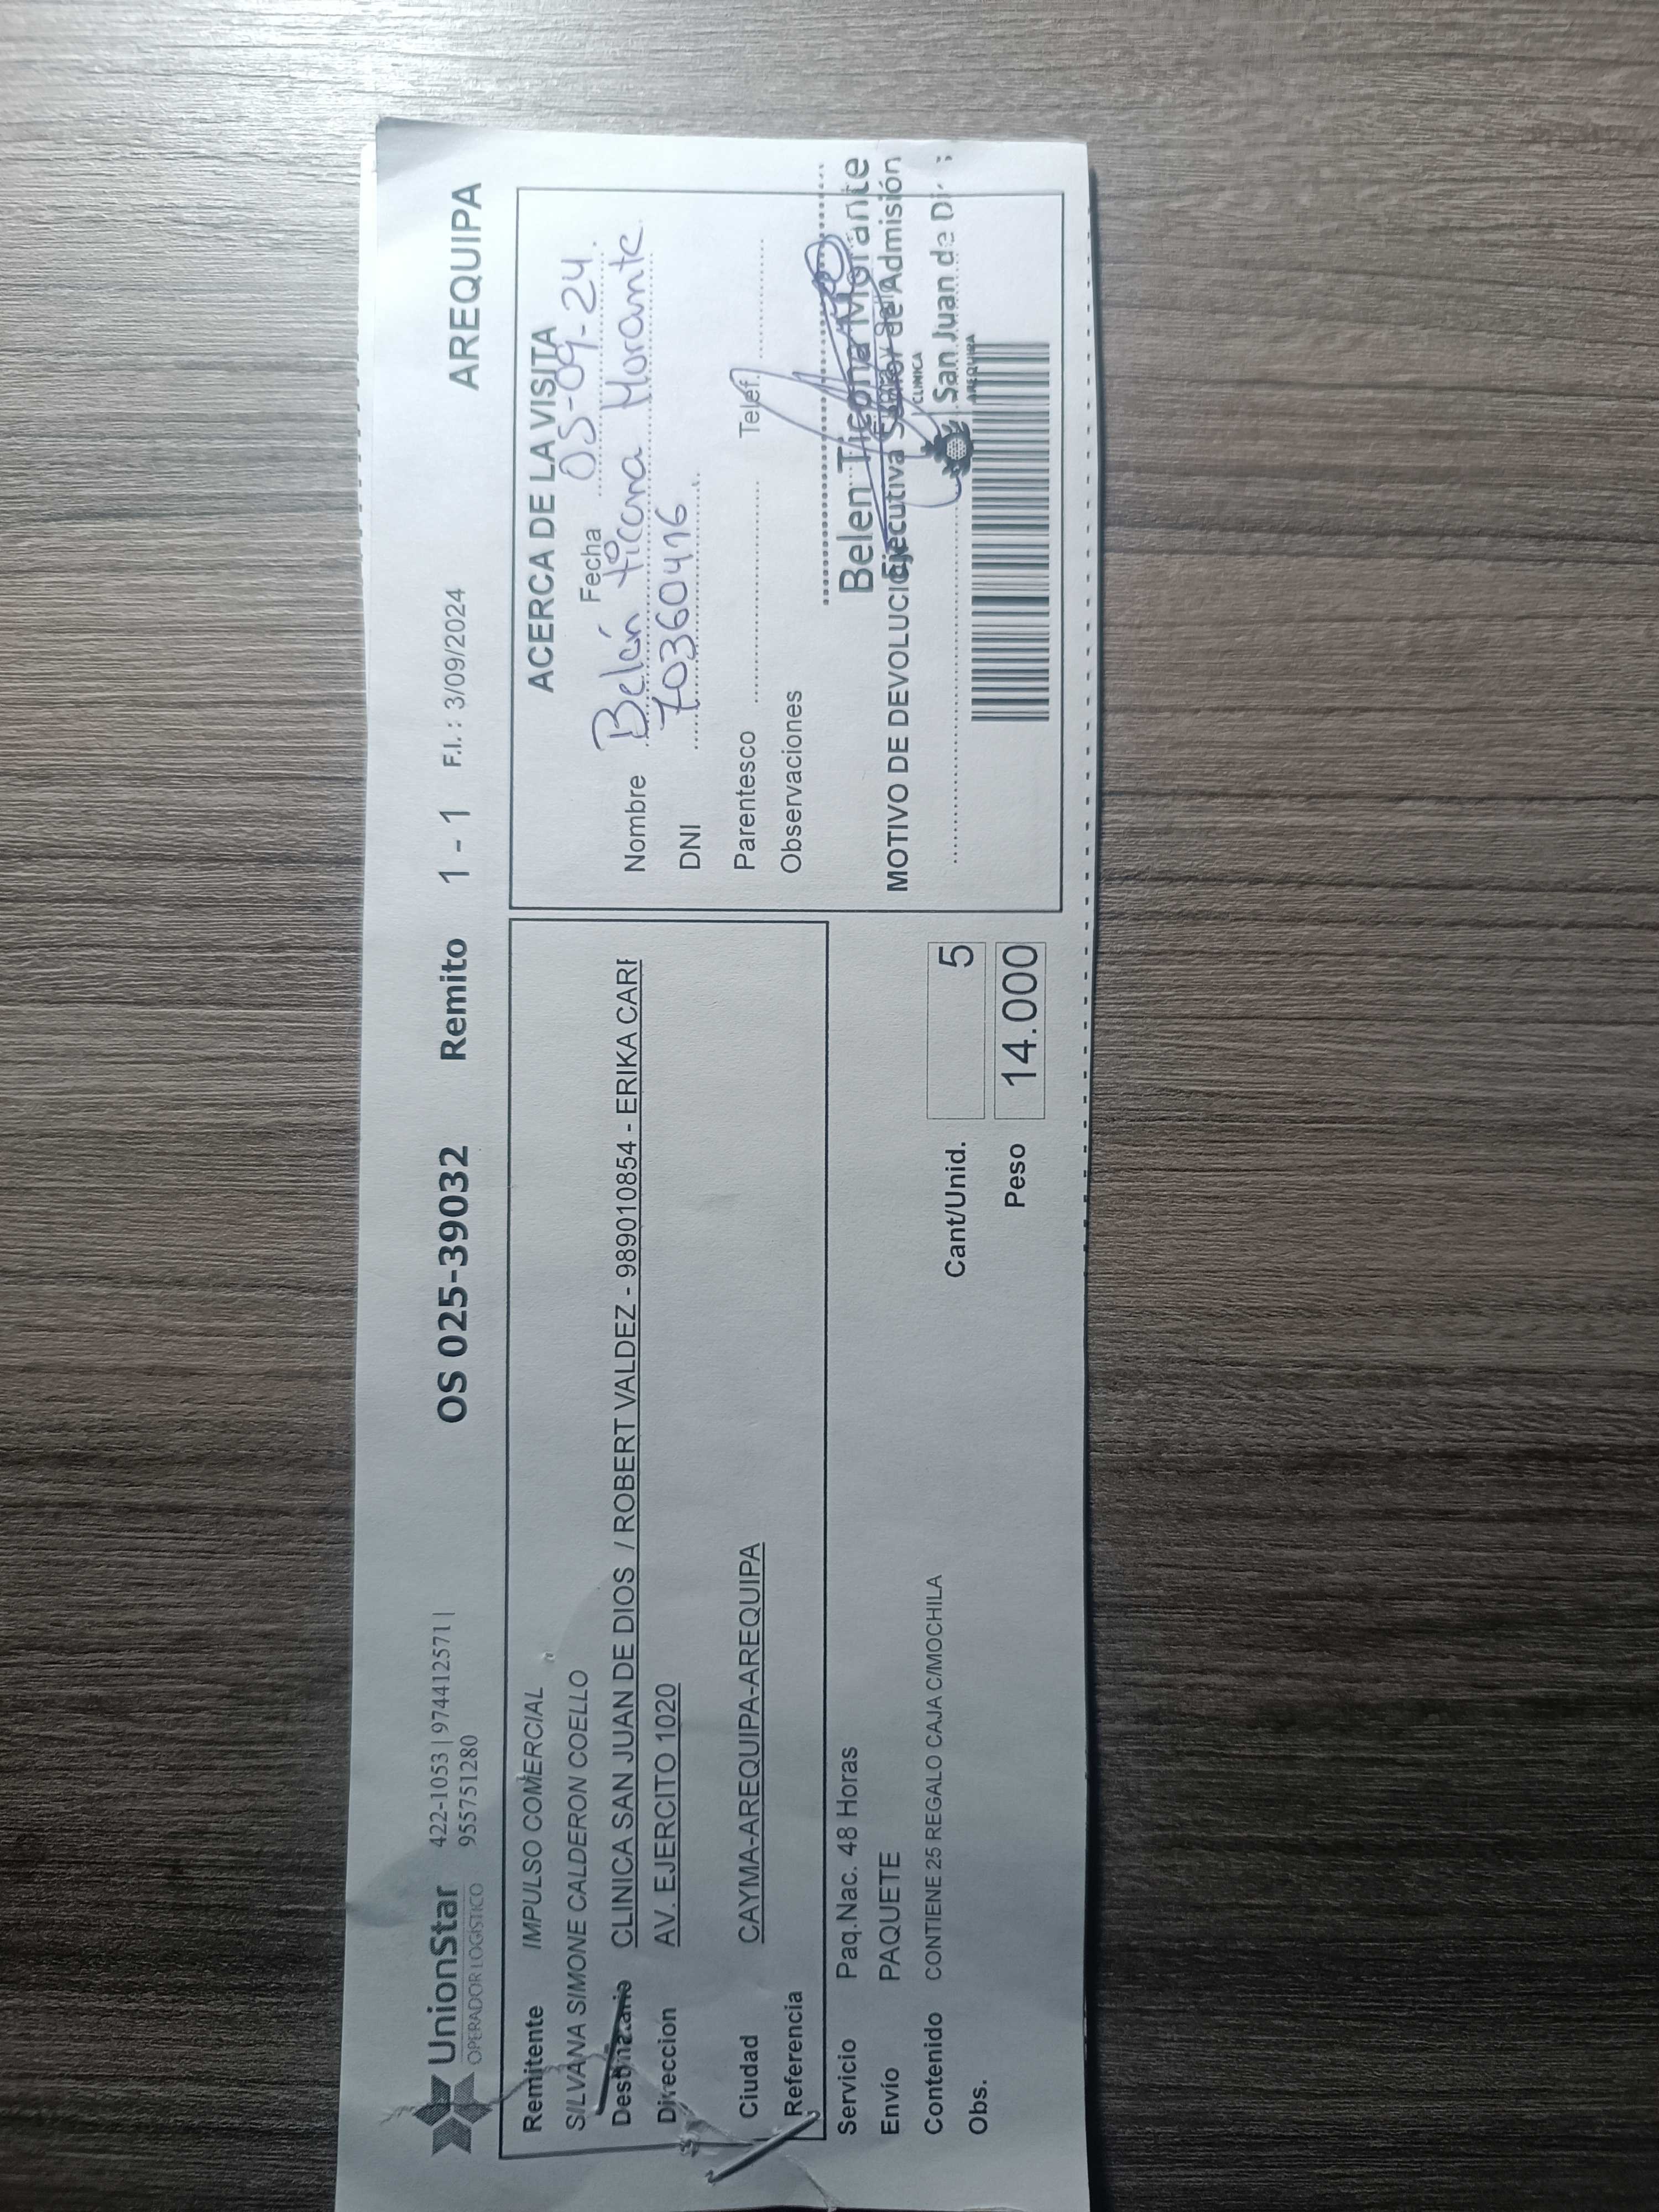 UnionStar
OPERADOR LOGÍSTICO
422-1053 | 974412571 |
955751280
OS 025-39032 Remito 1 - 1 F.I.: 3/09/2024 AREQUIPA
Remitente IMPULSO COMERCIAL
SILVANA SIMONE CALDERON COELLO
Destinatario CLINICA SAN JUAN DE DIOS / ROBERT VALDEZ - 989010854 - ERIKA CARF
Direccion AV. EJERCITO 1020
Ciudad CAYMA-AREQUIPA-AREQUIPA
Referencia
Servicio Paq.Nac. 48 Horas
Envío PAQUETE
Contenido CONTIENE 25 REGALO CAJA C/MOCHILA
Obs.
Cant/Unid. 5
Peso 14.000
ACERCA DE LA VISITA
Fecha 05-09-24
Nombre Belén Ticona Morante
DNI 70360416
Parentesco Telef.
Observaciones
Belen Ticona Morante
Ejecutiva Senior de Admisión
MOTIVO DE DEVOLUCI
CLINICA
San Juan de D
AREQUIPA